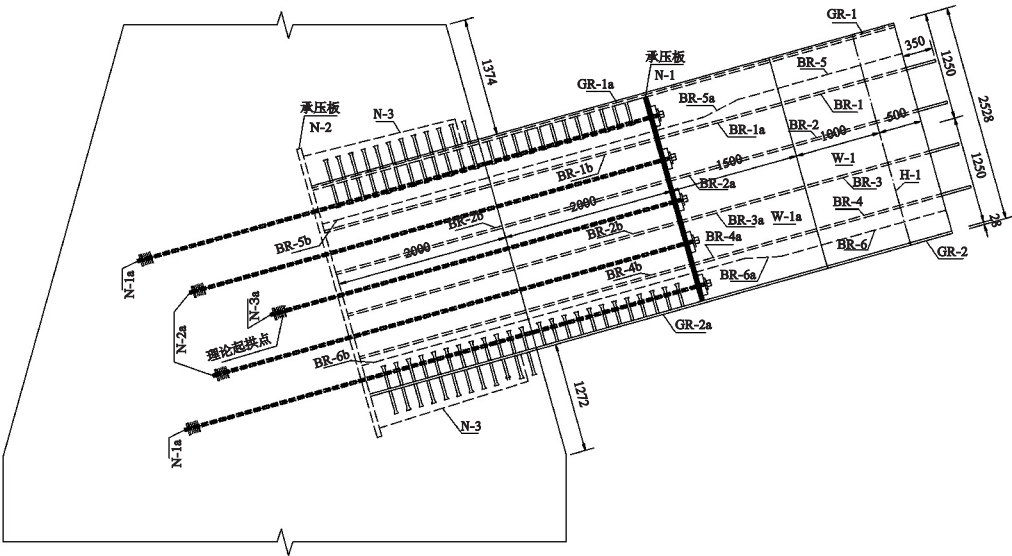 GR-1
1374
350
承压板
N-1
BR-5
1250
2528
GR-1a
BR-5a
BR-1
承压板
N-2
N-3
BR-1a
BR-2
1000
500
BR-1b
1500
W-1
1250
BR-2a
BR-3
H-1
BR-5b
BR-2b
2000
BR-3a
W-1a
BR-4
28
2000
BR-2b
BR-4a
BR-6
GR-2
N-1a
BR-4b
BR-6a
N-3a
N-2a
理论起拱点
BR-6b
GR-2a
1272
N-3
N-1a